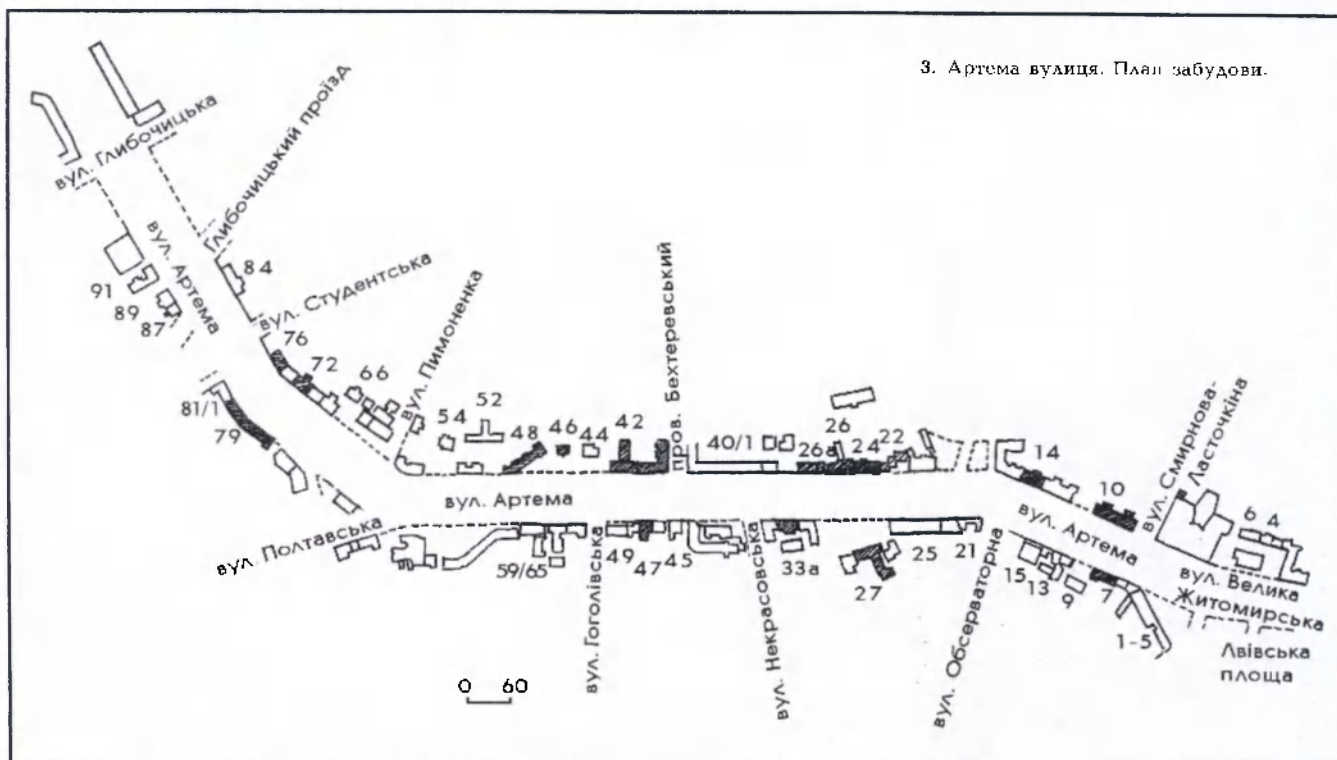 3. Артема вулиця. План забудови.
вул. Глибочицька
Глибочицький проїзд
вул. Артема
84
вул. Студентська
91
89
87
76
72
66
вул. Пимоненка
54
52
48
46
44
42
пров. Бехтеревський
40/1
26
26а
24
22
14
10
вул. Смирнова-
Ласточкіна
6
4
81/1
79
вул. Артема
вул. Артема
вул. Велика
Житомирська
Львівська
площа
вул. Полтавська
59/65
вул. Гоголівська
49
47
45
вул. Некрасовська
33а
27
25
21
вул. Обсерваторна
15
13
9
7
1-5
0 60